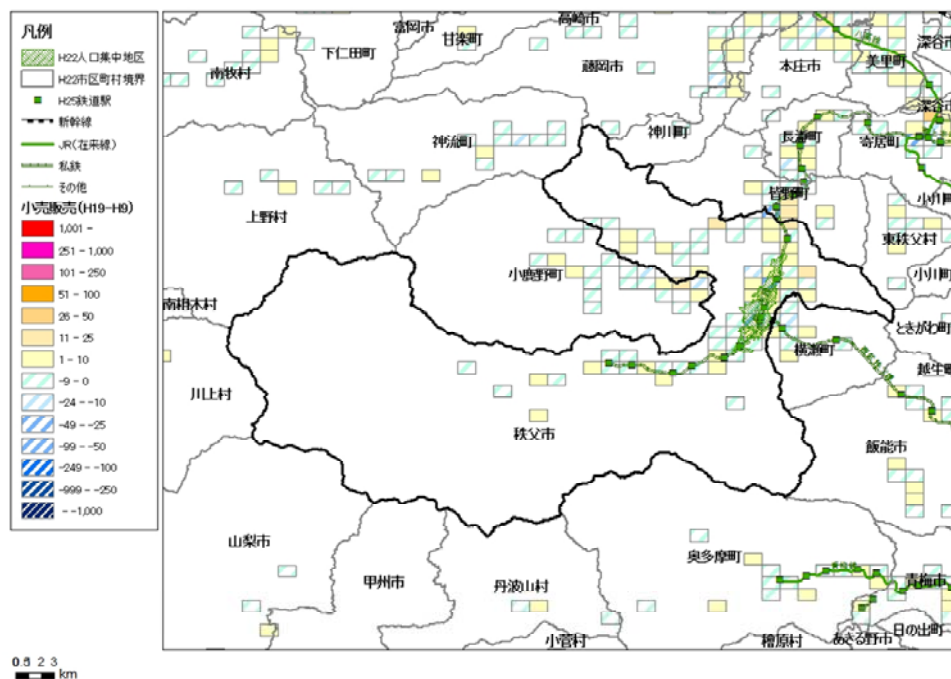 凡例
H22人口集中地区
H22市区町村境界
H25鉄道駅
新幹線
JR(在来線)
私鉄
その他
小売販売(H19-H9)
1,001 -
251 - 1,000
101 - 250
51 - 100
26 - 50
11 - 25
1 - 10
-9 - 0
-24 - -10
-49 - -25
-99 - -50
-249 - -100
-999 - -250
- -1,000
富岡市
高崎市
甘楽町
下仁田町
南牧村
藤岡市
本庄市
美里町
深谷市
深谷市
神流町
神川町
長瀞町
寄居町
上野村
皆野町
小川町
東秩父村
小鹿野町
小川町
南相木村
ときがわ町
横瀬町
越生町
川上村
秩父市
飯能市
山梨市
奥多摩町
甲州市
丹波山村
青梅市
日の出町
あきる野市
小菅村
檜原村
2 3
km